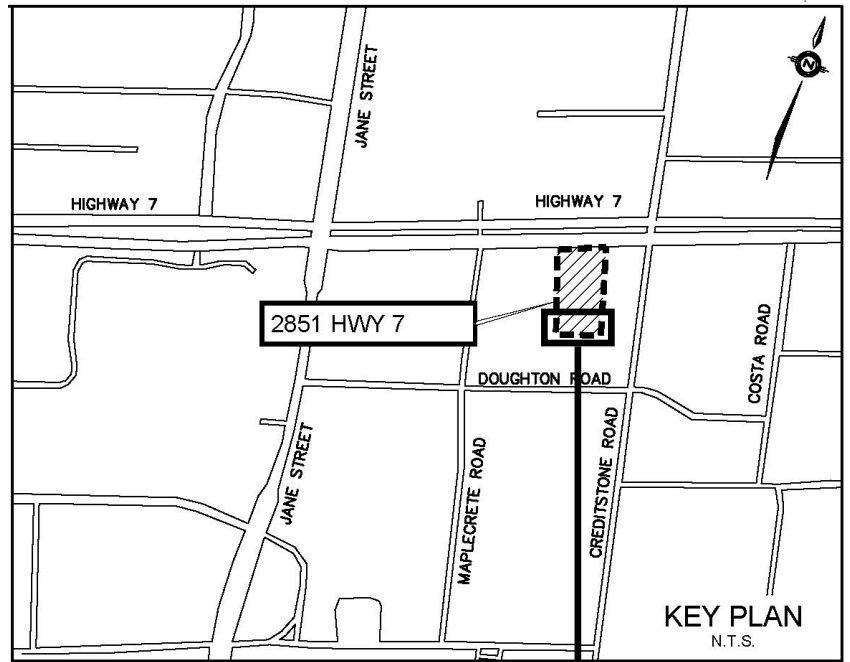 JANE STREET
N
HIGHWAY 7
HIGHWAY 7
2851 HWY 7
COSTA ROAD
DOUGHTON ROAD
JANE STREET
MAPLECRETE ROAD
CREDITSTONE ROAD
KEY PLAN
N.T.S.